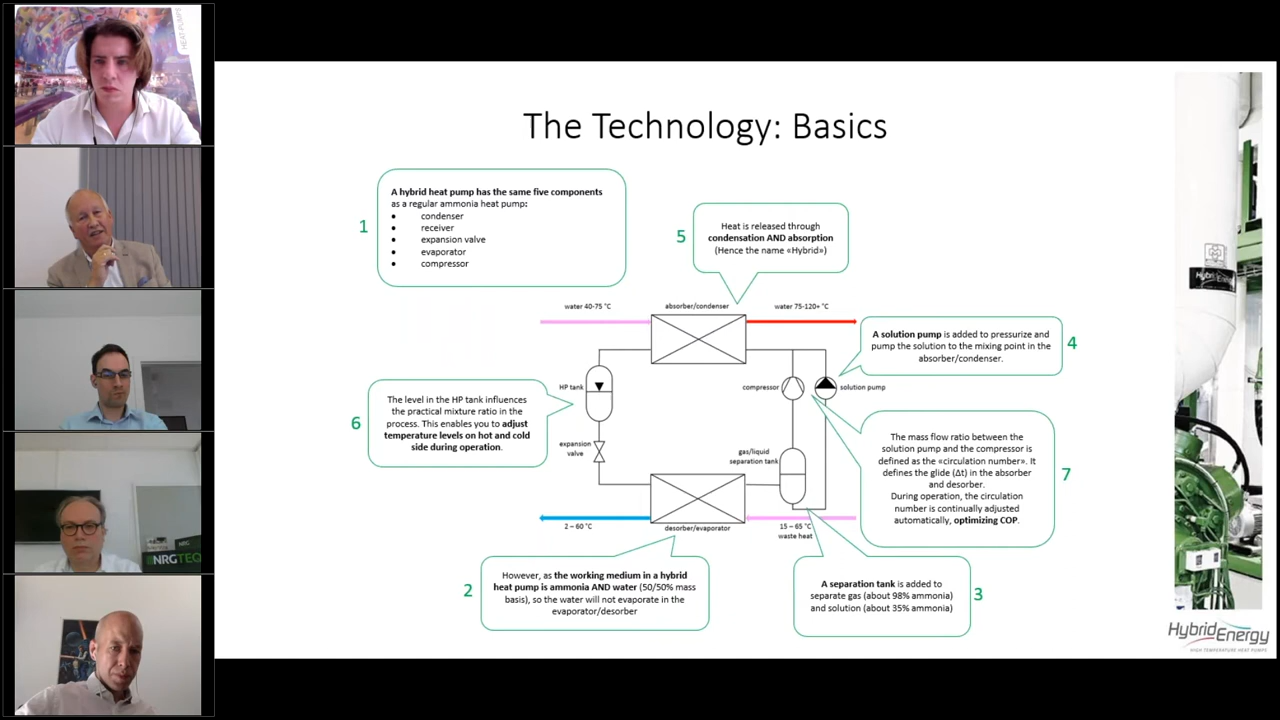 HEAT-PUMPS
NRG
NRGTEQ
The Technology: Basics
1
A hybrid heat pump has the same five components
as a regular ammonia heat pump:
• condenser
• receiver
• expansion valve
• evaporator
• compressor
5
Heat is released through
condensation AND absorption
(Hence the name «Hybrid»)
water 40-75 °C
absorber/condenser
water 75-120+ °C
A solution pump is added to pressurize and
pump the solution to the mixing point in the
absorber/condenser.
4
HP tank
compressor
solution pump
6
The level in the HP tank influences
the practical mixture ratio in the
process. This enables you to adjust
temperature levels on hot and cold
side during operation.
expansion
valve
gas/liquid
separation tank
The mass flow ratio between the
solution pump and the compressor is
defined as the «circulation number». It
defines the glide (Δt) in the absorber
and desorber.
During operation, the circulation
number is continually adjusted
automatically, optimizing COP.
7
2 – 60 °C
desorber/evaporator
15 – 65 °C
waste heat
2
However, as the working medium in a hybrid
heat pump is ammonia AND water (50/50% mass
basis), so the water will not evaporate in the
evaporator/desorber
A separation tank is added to
separate gas (about 98% ammonia)
and solution (about 35% ammonia)
3
HybridEnergy
HIGH TEMPERATURE HEAT PUMPS